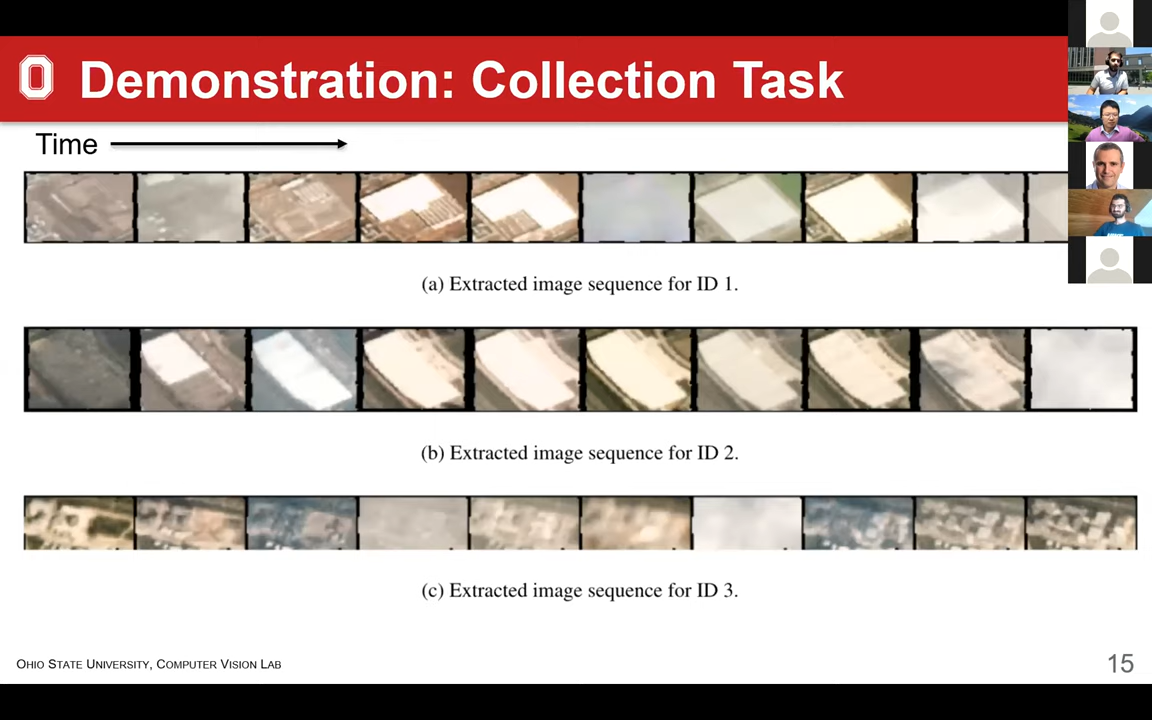 Demonstration: Collection Task
Time
(a) Extracted image sequence for ID 1.
(b) Extracted image sequence for ID 2.
(c) Extracted image sequence for ID 3.
OHIO STATE UNIVERSITY, COMPUTER VISION LAB
15